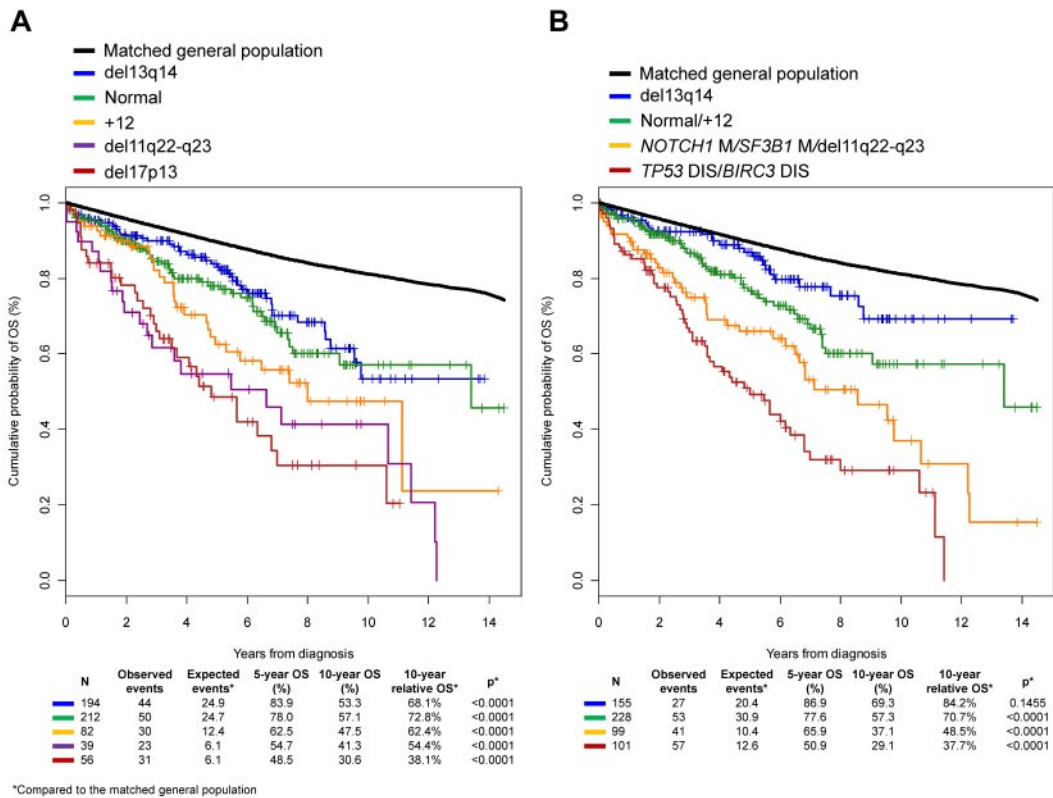 A
Matched general population
del13q14
Normal
+12
del11q22-q23
del17p13
Cumulative probability of OS (%)
1.0
0.8
0.6
0.4
0.2
0.0
0 2 4 6 8 10 12 14
Years from diagnosis
N Observed events Expected events* 5-year OS (%) 10-year OS (%) 10-year relative OS* p*
194 44 24.9 83.9 53.3 68.1% <0.0001
212 50 24.7 78.0 57.1 72.8% <0.0001
82 30 12.4 62.5 47.5 62.4% <0.0001
39 23 6.1 54.7 41.3 54.4% <0.0001
56 31 6.1 48.5 30.6 38.1% <0.0001
*Compared to the matched general population
B
Matched general population
del13q14
Normal/+12
NOTCH1 M/SF3B1 M/del11q22-q23
TP53 DIS/BIRC3 DIS
Cumulative probability of OS (%)
1.0
0.8
0.6
0.4
0.2
0.0
0 2 4 6 8 10 12 14
Years from diagnosis
N Observed events Expected events* 5-year OS (%) 10-year OS (%) 10-year relative OS* p*
155 27 20.4 86.9 69.3 84.2% 0.1455
228 53 30.9 77.6 57.3 70.7% <0.0001
99 41 10.4 65.9 37.1 48.5% <0.0001
101 57 12.6 50.9 29.1 37.7% <0.0001